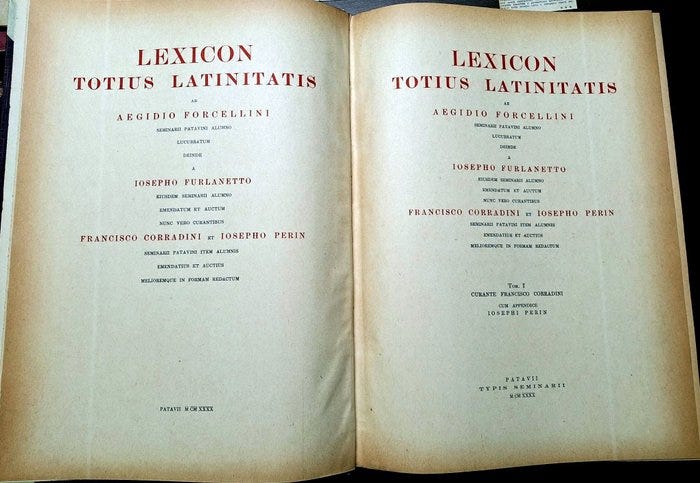 LEXICON
TOTIUS LATINITATIS
AB
AEGIDIO FORCELLINI
SEMINARII PATAVINI ALUMNO
LUCUBRATUM
DEINDE
A
IOSEPHO FURLANETTO
EIUSDEM SEMINARII ALUMNO
EMENDATUM ET AUCTUM
NUNC VERO CURANTIBUS
FRANCISCO CORRADINI ET IOSEPHO PERIN
SEMINARII PATAVINI ITEM ALUMNIS
EMENDATIUS ET AUCTIUS
MELIOREMQUE IN FORMAM REDACTUM
PATAVII MCMXXXX
LEXICON
TOTIUS LATINITATIS
AB
AEGIDIO FORCELLINI
SEMINARII PATAVINI ALUMNO
LUCUBRATUM
DEINDE
A
IOSEPHO FURLANETTO
EIUSDEM SEMINARII ALUMNO
EMENDATUM ET AUCTUM
NUNC VERO CURANTIBUS
FRANCISCO CORRADINI ET IOSEPHO PERIN
SEMINARII PATAVINI ITEM ALUMNIS
EMENDATIUS ET AUCTIUS
MELIOREMQUE IN FORMAM REDACTUM
TOM. I
CURANTE FRANCISCO CORRADINI
CUM APPENDICE
IOSEPHI PERIN
PATAVII
TYPIS SEMINARII
MCMXXXX